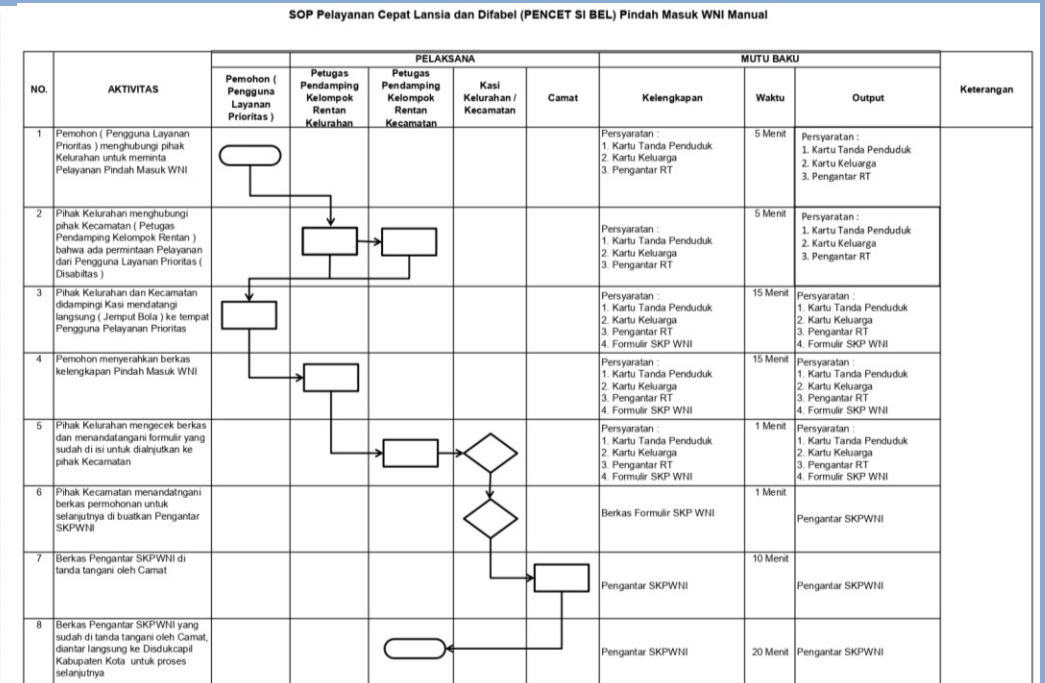 SOP Pelayanan Cepat Lansia dan Difabel (PENCET SI BEL) Pindah Masuk WNI Manual
PELAKSANA
MUTU BAKU
NO.
AKTIVITAS
Pemohon (
Pengguna
Layanan
Prioritas )
Petugas
Pendamping
Kelompok
Rentan
Kelurahan
Petugas
Pendamping
Kelompok
Rentan
Kecamatan
Kasi
Kelurahan /
Kecamatan
Camat
Kelengkapan
Waktu
Output
Keterangan
1
Pemohon ( Pengguna Layanan
Prioritas ) menghubungi pihak
Kelurahan untuk meminta
Pelayanan Pindah Masuk WNI
Persyaratan :
1. Kartu Tanda Penduduk
2. Kartu Keluarga
3. Pengantar RT
5 Menit
Persyaratan :
1. Kartu Tanda Penduduk
2. Kartu Keluarga
3. Pengantar RT
2
Pihak Kelurahan menghubungi
pihak Kecamatan ( Petugas
Pendamping Kelompok Rentan )
bahwa ada permintaan Pelayanan
dari Pengguna Layanan Prioritas (
Disabiltas )
Persyaratan :
1. Kartu Tanda Penduduk
2. Kartu Keluarga
3. Pengantar RT
5 Menit
Persyaratan :
1. Kartu Tanda Penduduk
2. Kartu Keluarga
3. Pengantar RT
3
Pihak Kelurahan dan Kecamatan
didampingi Kasi mendatangi
langsung ( Jemput Bola ) ke tempat
Pengguna Pelayanan Prioritas
Persyaratan :
1. Kartu Tanda Penduduk
2. Kartu Keluarga
3. Pengantar RT
4. Formulir SKP WNI
15 Menit
Persyaratan :
1. Kartu Tanda Penduduk
2. Kartu Keluarga
3. Pengantar RT
4. Formulir SKP WNI
4
Pemohon menyerahkan berkas
kelengkapan Pindah Masuk WNI
Persyaratan :
1. Kartu Tanda Penduduk
2. Kartu Keluarga
3. Pengantar RT
4. Formulir SKP WNI
15 Menit
Persyaratan :
1. Kartu Tanda Penduduk
2. Kartu Keluarga
3. Pengantar RT
4. Formulir SKP WNI
5
Pihak Kelurahan mengecek berkas
dan menandatangani formulir yang
sudah di isi untuk dialnjutkan ke
pihak Kecamatan
Persyaratan :
1. Kartu Tanda Penduduk
2. Kartu Keluarga
3. Pengantar RT
4. Formulir SKP WNI
1 Menit
Persyaratan :
1. Kartu Tanda Penduduk
2. Kartu Keluarga
3. Pengantar RT
4. Formulir SKP WNI
6
Pihak Kecamatan menandatngani
berkas permohonan untuk
selanjutnya di buatkan Pengantar
SKPWNI
Berkas Formulir SKP WNI
1 Menit
Pengantar SKPWNI
7
Berkas Pengantar SKPWNI di
tanda tangani oleh Camat
Pengantar SKPWNI
10 Menit
Pengantar SKPWNI
8
Berkas Pengantar SKPWNI yang
sudah di tanda tangani oleh Camat,
diantar langsung ke Disdukcapil
Kabupaten Kota untuk proses
selanjutnya
Pengantar SKPWNI
20 Menit
Pengantar SKPWNI